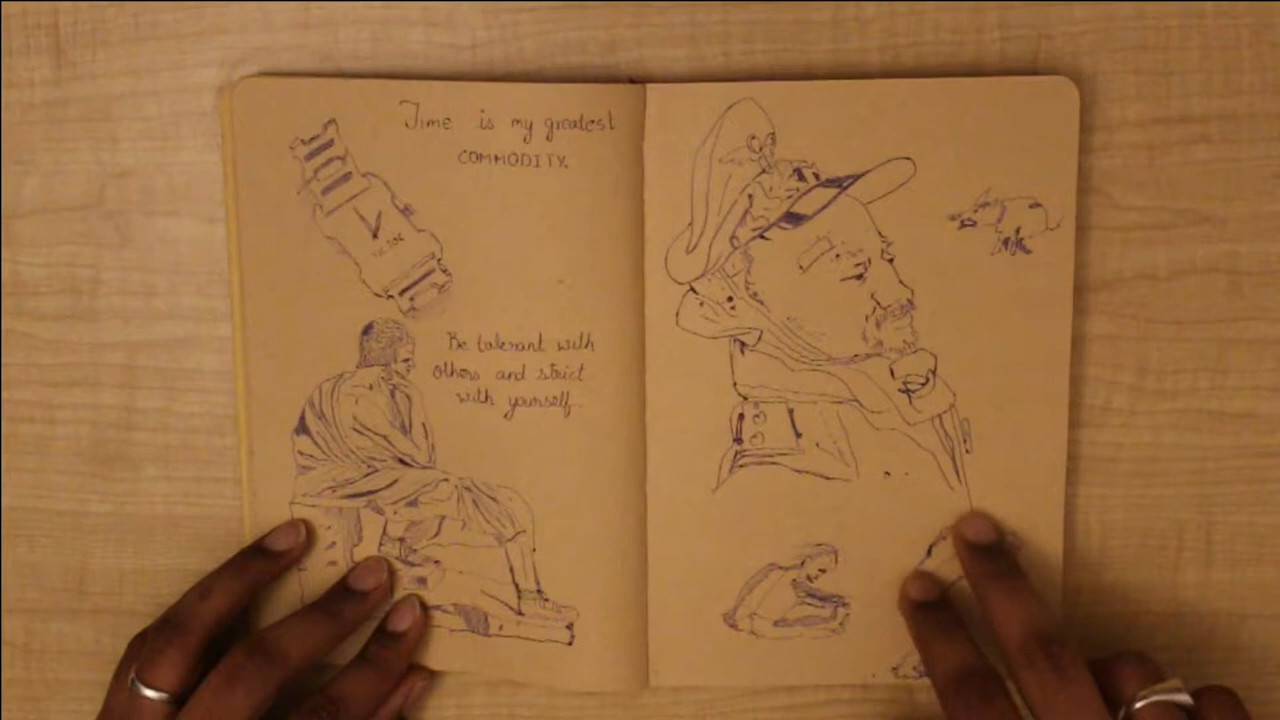 Time is my greatest
COMMODITY.
Be tolerant with
others and strict
with yourself.